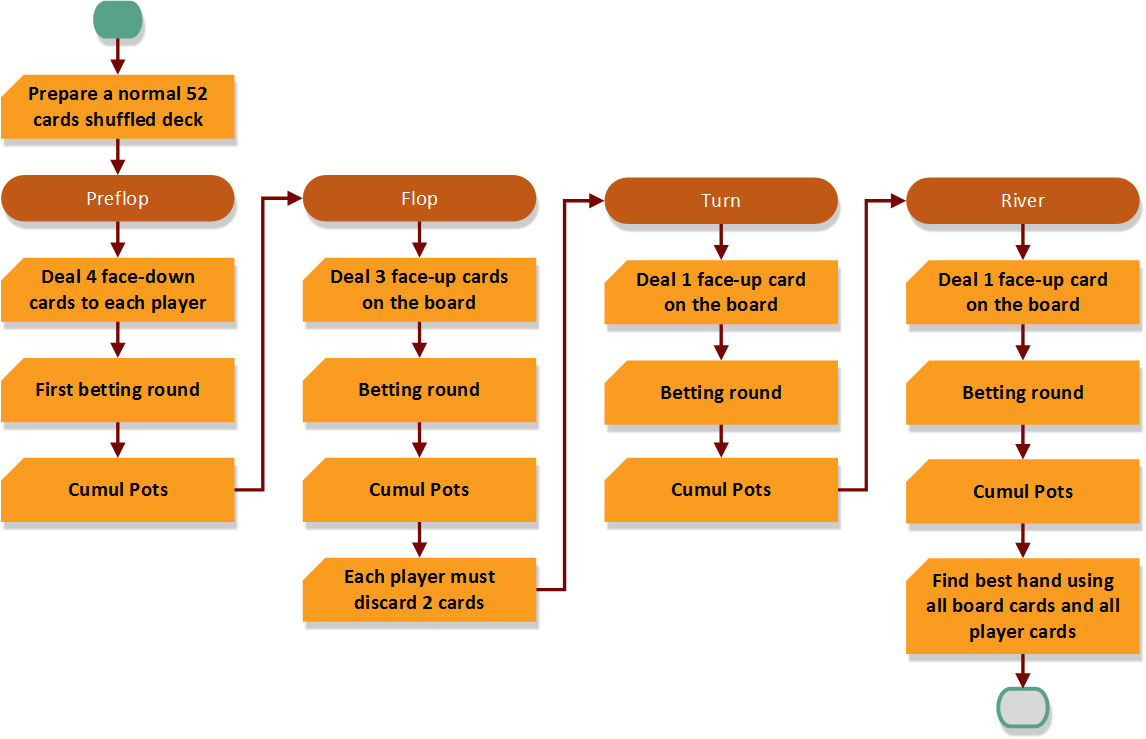 Prepare a normal 52
cards shuffled deck
Preflop
Deal 4 face-down
cards to each player
First betting round
Cumul Pots
Flop
Deal 3 face-up cards
on the board
Betting round
Cumul Pots
Each player must
discard 2 cards
Turn
Deal 1 face-up card
on the board
Betting round
Cumul Pots
River
Deal 1 face-up card
on the board
Betting round
Cumul Pots
Find best hand using
all board cards and all
player cards